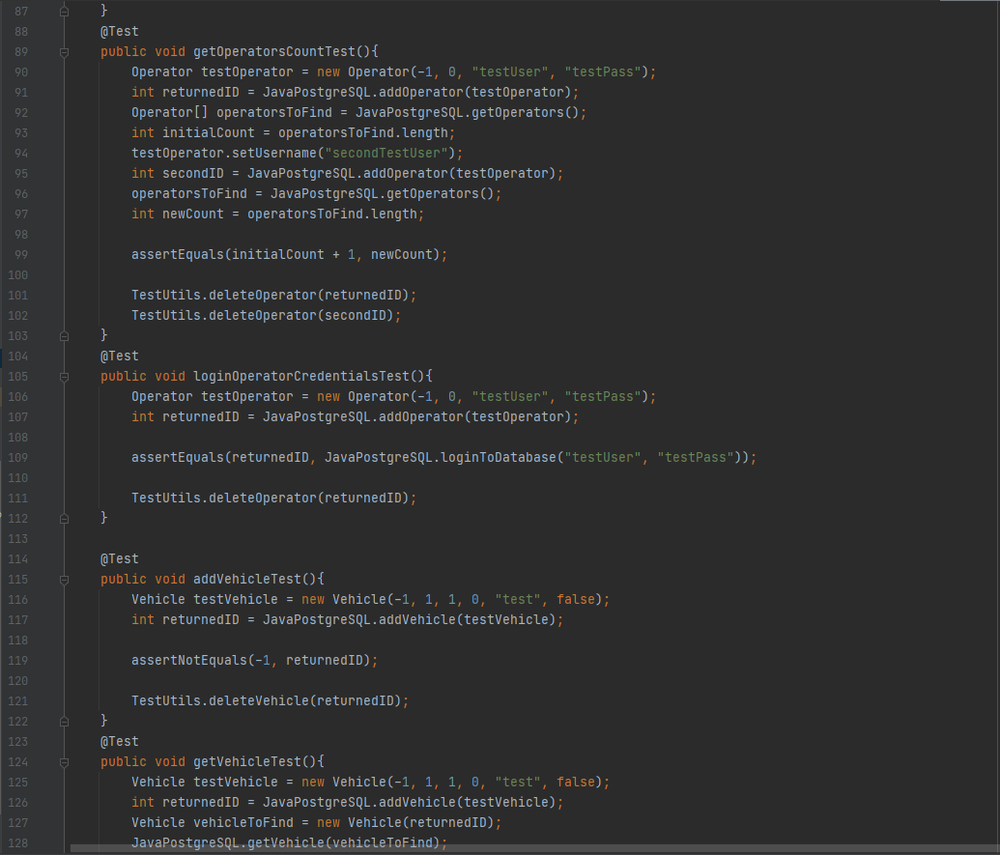 87 }
88 @Test
89 public void getOperatorsCountTest(){
90 Operator testOperator = new Operator(-1, 0, "testUser", "testPass");
91 int returnedID = JavaPostgreSQL.addOperator(testOperator);
92 Operator[] operatorsToFind = JavaPostgreSQL.getOperators();
93 int initialCount = operatorsToFind.length;
94 testOperator.setUsername("secondTestUser");
95 int secondID = JavaPostgreSQL.addOperator(testOperator);
96 operatorsToFind = JavaPostgreSQL.getOperators();
97 int newCount = operatorsToFind.length;
98
99 assertEquals(initialCount + 1, newCount);
100
101 TestUtils.deleteOperator(returnedID);
102 TestUtils.deleteOperator(secondID);
103 }
104 @Test
105 public void loginOperatorCredentialsTest(){
106 Operator testOperator = new Operator(-1, 0, "testUser", "testPass");
107 int returnedID = JavaPostgreSQL.addOperator(testOperator);
108
109 assertEquals(returnedID, JavaPostgreSQL.loginToDatabase("testUser", "testPass"));
110
111 TestUtils.deleteOperator(returnedID);
112 }
113
114 @Test
115 public void addVehicleTest(){
116 Vehicle testVehicle = new Vehicle(-1, 1, 1, 0, "test", false);
117 int returnedID = JavaPostgreSQL.addVehicle(testVehicle);
118
119 assertNotEquals(-1, returnedID);
120
121 TestUtils.deleteVehicle(returnedID);
122 }
123 @Test
124 public void getVehicleTest(){
125 Vehicle testVehicle = new Vehicle(-1, 1, 1, 0, "test", false);
126 int returnedID = JavaPostgreSQL.addVehicle(testVehicle);
127 Vehicle vehicleToFind = new Vehicle(returnedID);
128 JavaPostgreSQL.getVehicle(vehicleToFind);